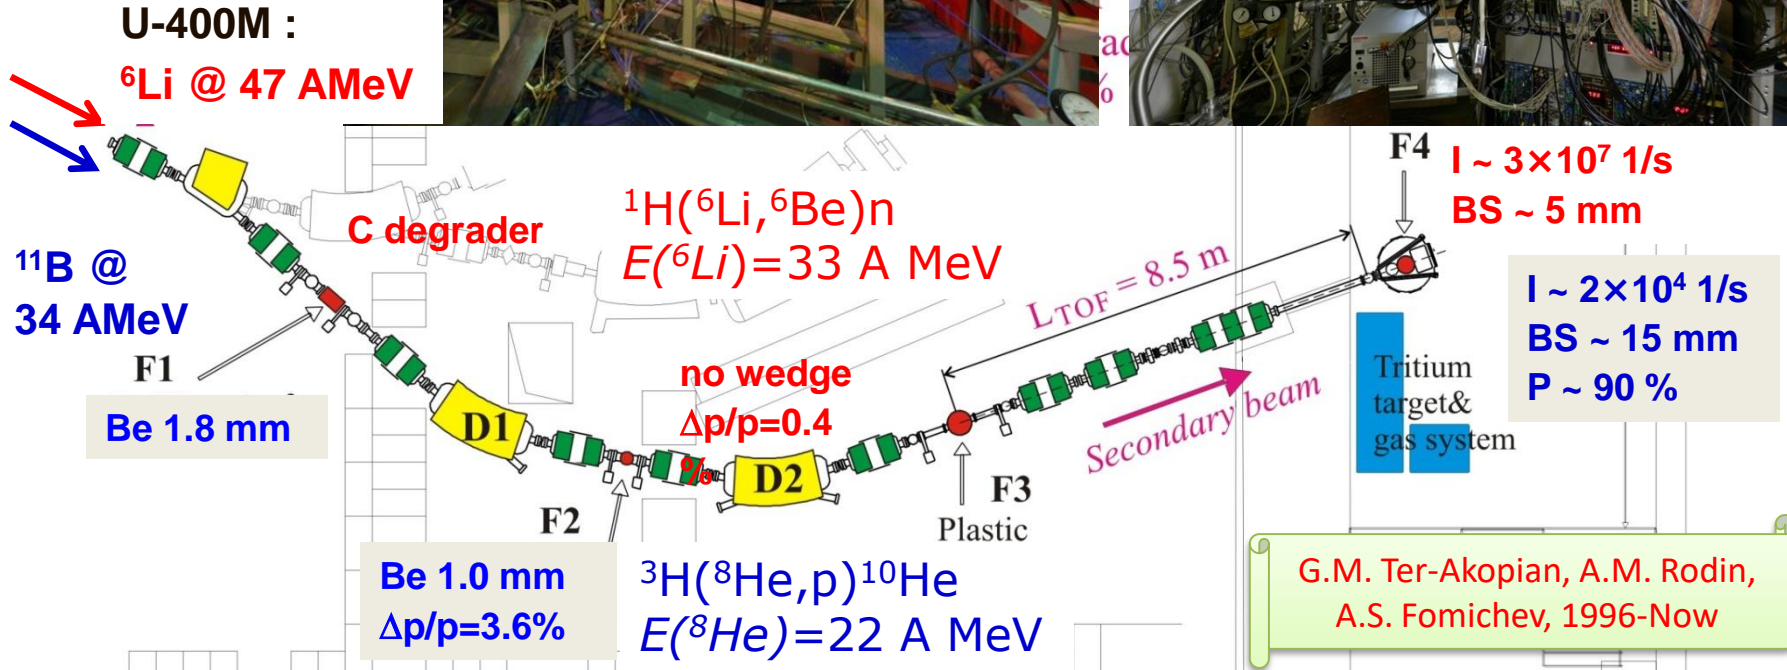 U-400M :
⁶Li @ 47 AMeV
%
F4
I ~ 3×10⁷ 1/s
BS ~ 5 mm
¹H(⁶Li,⁶Be)n
E(⁶Li)=33 A MeV
C degrader
¹¹B @
34 AMeV
L_TOF = 8.5 m
I ~ 2×10⁴ 1/s
BS ~ 15 mm
P ~ 90 %
F1
Be 1.8 mm
no wedge
Δp/p=0.4
%
Secondary beam
Tritium
target&
gas system
D1
D2
F2
F3
Plastic
Be 1.0 mm
Δp/p=3.6%
³H(⁸He,p)¹⁰He
E(⁸He)=22 A MeV
G.M. Ter-Akopian, A.M. Rodin,
A.S. Fomichev, 1996-Now